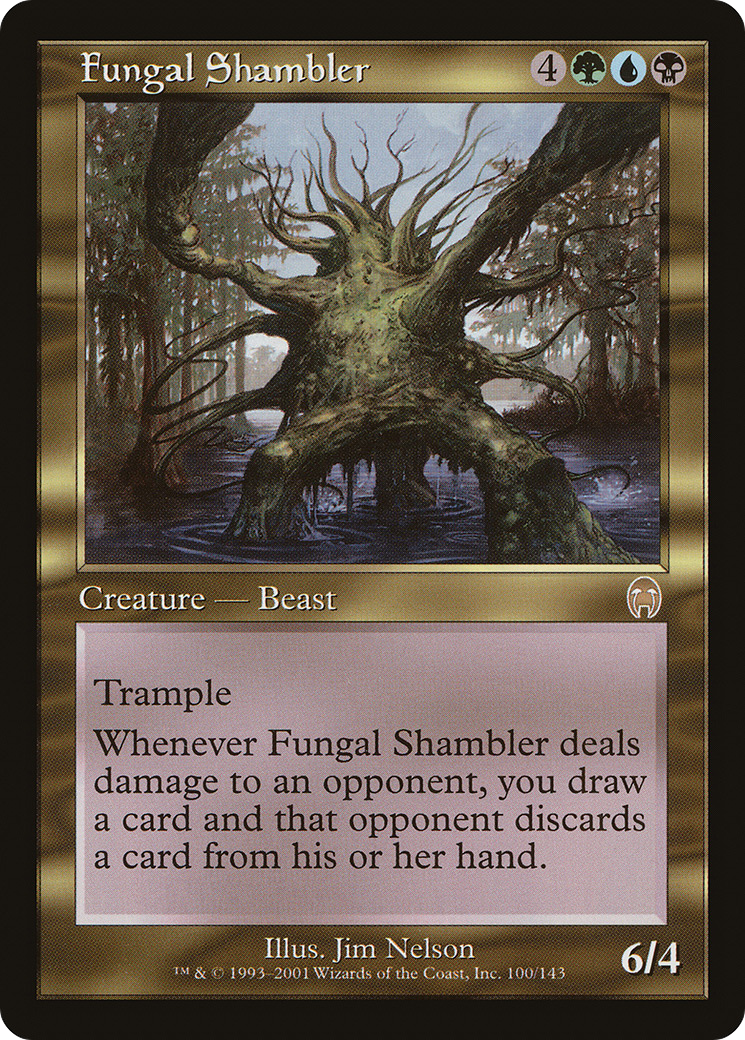 Fungal Shambler 4
Creature — Beast
Trample
Whenever Fungal Shambler deals
damage to an opponent, you draw
a card and that opponent discards
a card from his or her hand.
Illus. Jim Nelson
™ & © 1993–2001 Wizards of the Coast, Inc. 100/143
6/4